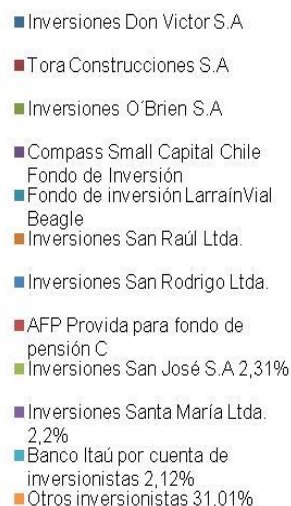 Inversiones Don Victor S.A
Tora Construcciones S.A
Inversiones O´Brien S.A
Compass Small Capital Chile
Fondo de Inversión
Fondo de inversión LarraínVial
Beagle
Inversiones San Raúl Ltda.
Inversiones San Rodrigo Ltda.
AFP Provida para fondo de
pensión C
Inversiones San José S.A 2,31%
Inversiones Santa María Ltda.
2,2%
Banco Itaú por cuenta de
inversionistas 2,12%
Otros inversionistas 31,01%